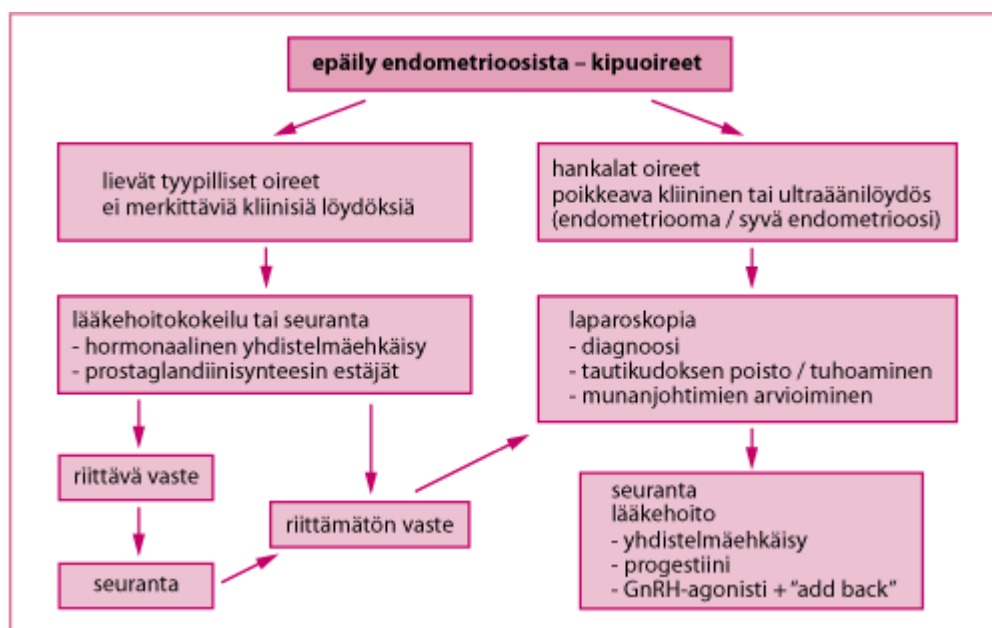 epäily endometrioosista – kipuoireet
lievät tyypilliset oireet
ei merkittäviä kliinisiä löydöksiä
hankalat oireet
poikkeava kliininen tai ultraäänilöydös
(endometriooma / syvä endometrioosi)
lääkehoitokokeilu tai seuranta
- hormonaalinen yhdistelmäehkäisy
- prostaglandiinisynteesin estäjät
laparoskopia
- diagnoosi
- tautikudoksen poisto / tuhoaminen
- munanjohtimien arvioiminen
riittävä vaste
riittämätön vaste
seuranta
seuranta
lääkehoito
- yhdistelmäehkäisy
- progestiini
- GnRH-agonisti + “add back”